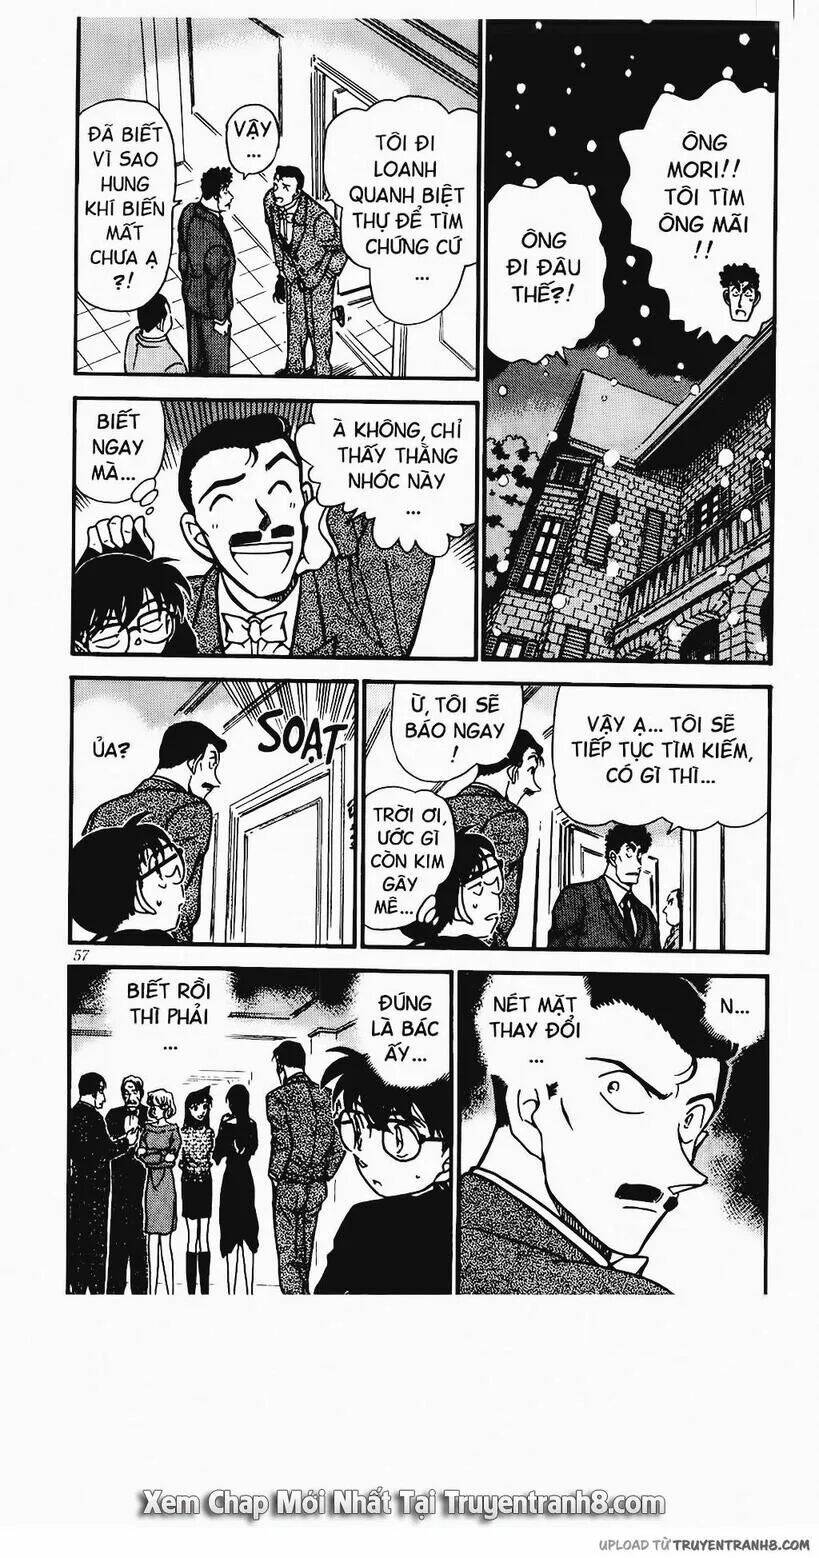 ÔNG
MORI!!
TÔI TÌM
ÔNG MÃI
!!
ÔNG
ĐI ĐÂU
THẾ?!
TÔI ĐI
LOANH
QUANH BIỆT
THỰ ĐỂ TÌM
CHỨNG CỨ
...
VẬY
...
ĐÃ BIẾT
VÌ SAO
HUNG
KHÍ BIẾN
MẤT
CHƯA Ạ
?!
À KHÔNG, CHỈ
THẤY THẰNG
NHÓC NÀY
...
BIẾT
NGAY
MÀ...
VẬY Ạ... TÔI SẼ
TIẾP TỤC TÌM KIẾM,
CÓ GÌ THÌ...
Ừ, TÔI SẼ
BÁO NGAY
!
TRỜI ƠI,
ƯỚC GÌ
CÒN KIM
GÂY
MÊ...
SOẠT
ỦA?
57
N...
NÉT MẶT
THAY ĐỔI
...
ĐÚNG
LÀ BÁC
ẤY...
BIẾT RỒI
THÌ PHẢI
...
Xem Chap Mới Nhất Tại Truyentranh8.com
UPLOAD TỪ TRUYENTRANH8.COM